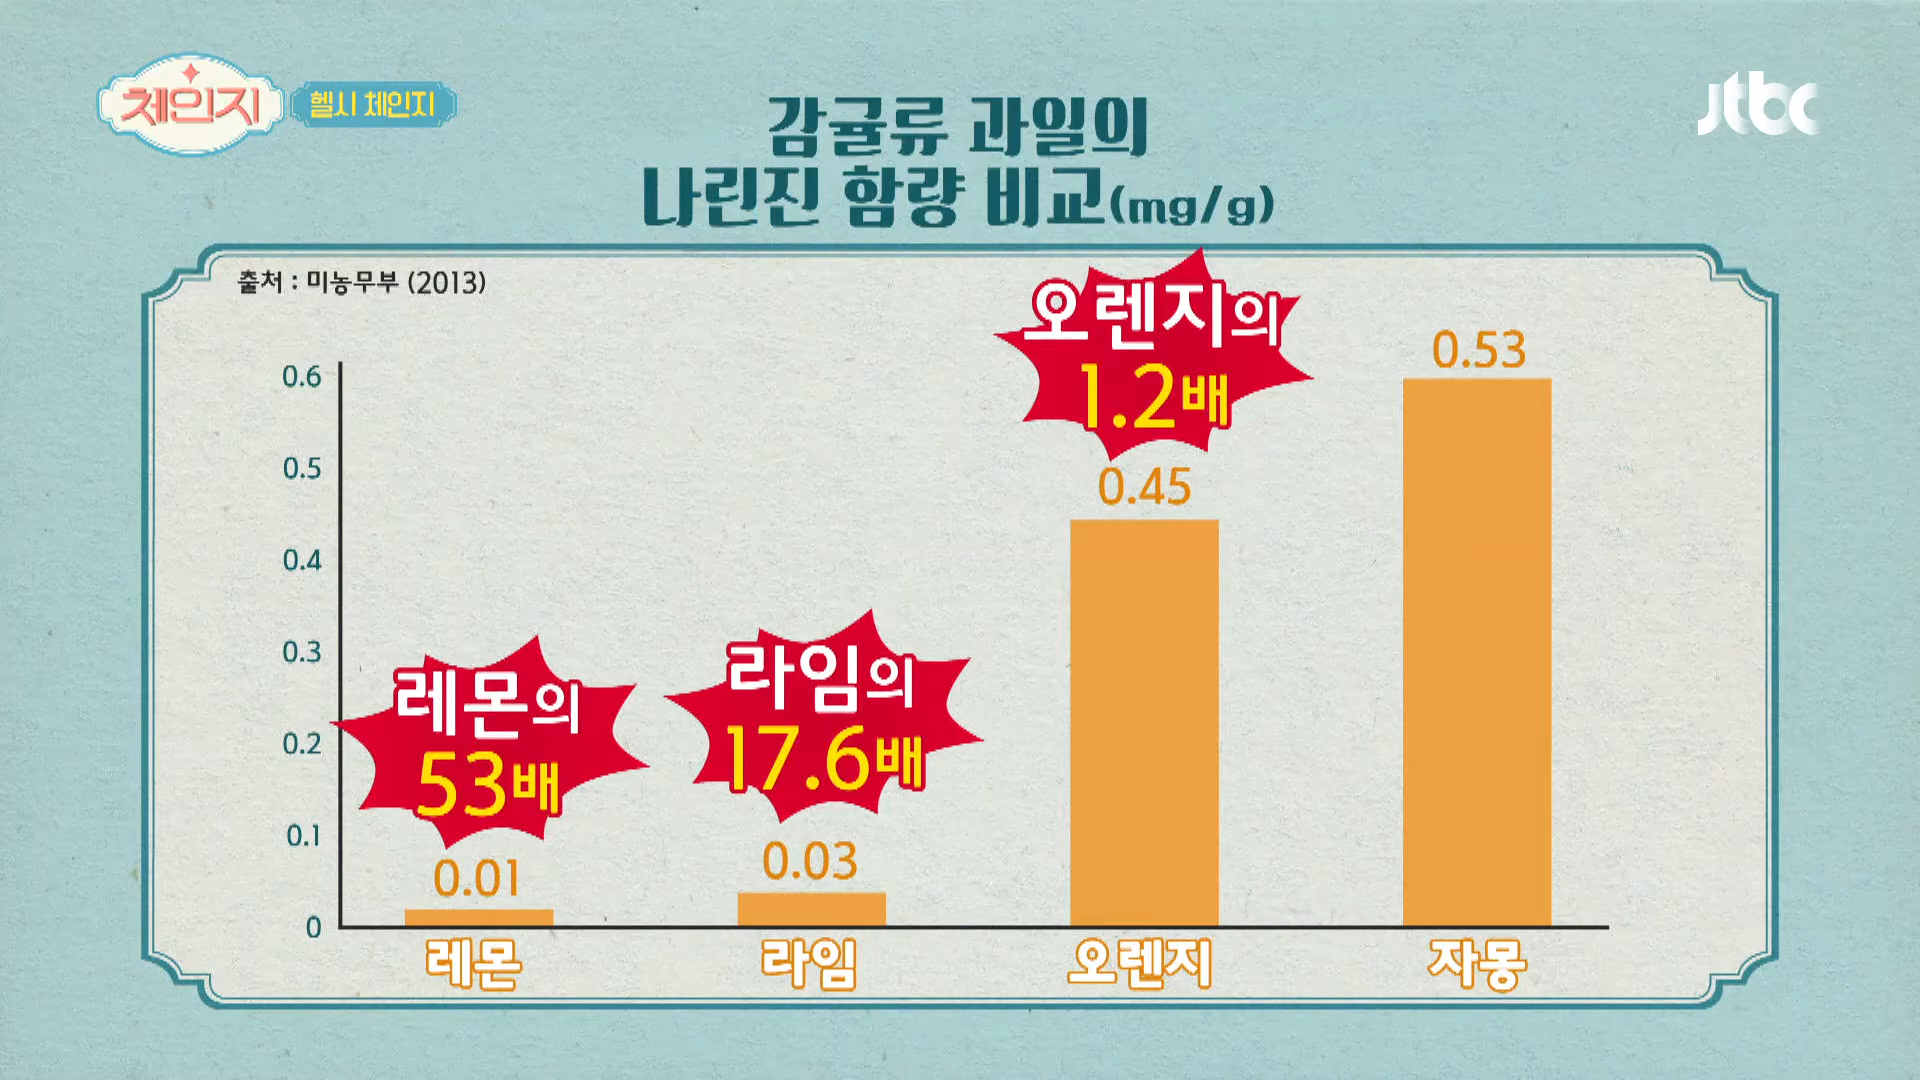 체인지
헬시 체인지
jtbc
감귤류 과일의
나린진 함량 비교(mg/g)
출처 : 미농무부 (2013)
0.6
0.5
0.4
0.3
0.2
0.1
0
레몬의
53배
0.01
라임의
17.6배
0.03
오렌지의
1.2배
0.45
0.53
레몬
라임
오렌지
자몽